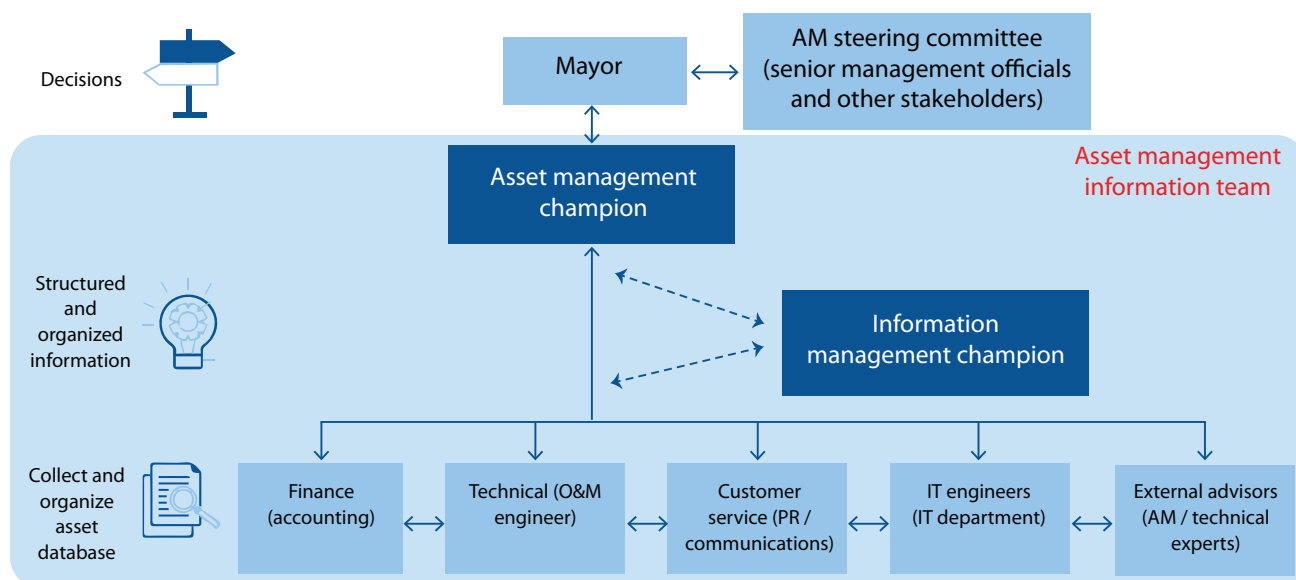 Decisions
Mayor
AM steering committee
(senior management officials
and other stakeholders)
Asset management
information team
Asset management
champion
Structured
and
organized
information
Information
management champion
Collect and
organize
asset
database
Finance
(accounting)
Technical (O&M
engineer)
Customer
service (PR /
communications)
IT engineers
(IT department)
External advisors
(AM / technical
experts)